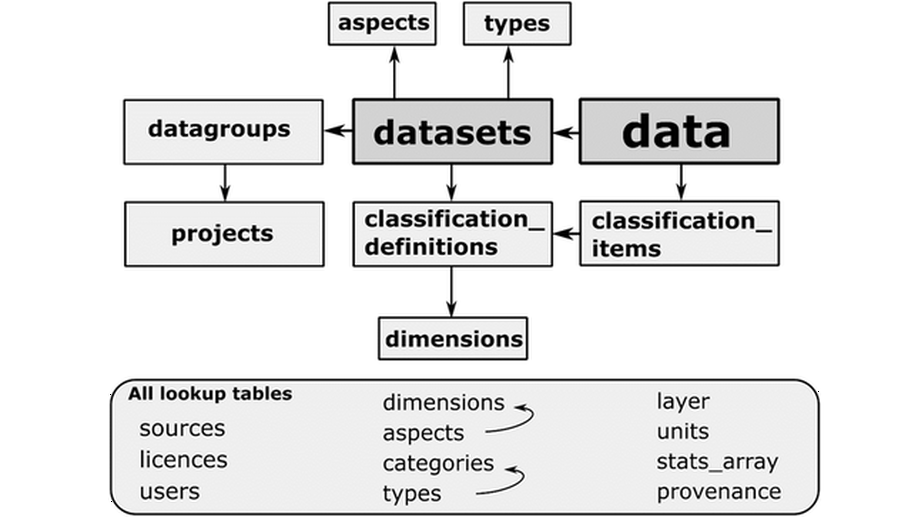 aspects
types
datagroups
datasets
data
projects
classification_
definitions
classification_
items
dimensions
All lookup tables
sources
licences
users
dimensions
aspects
categories
types
layer
units
stats_array
provenance